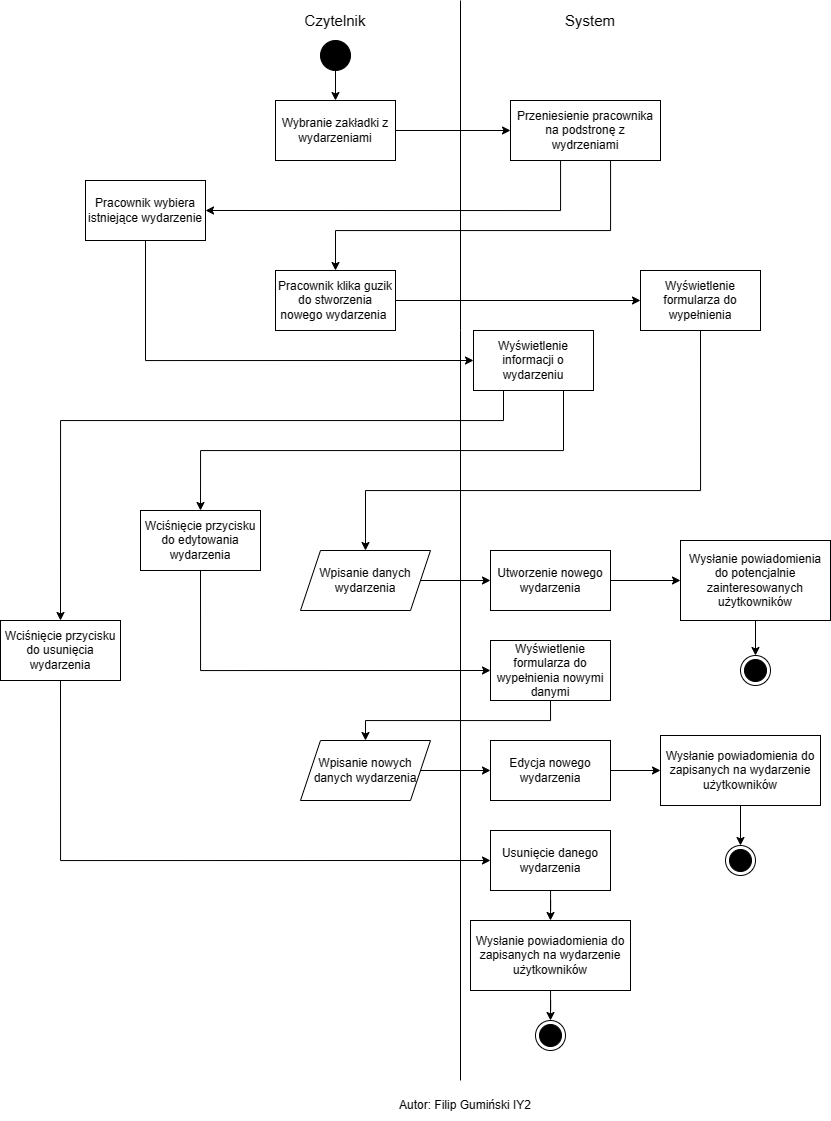 Czytelnik
System
Wybranie zakładki z
wydarzeniami
Przeniesienie pracownika
na podstronę z
wydrzeniami
Pracownik wybiera
istniejące wydarzenie
Pracownik klika guzik
do stworzenia
nowego wydarzenia
Wyświetlenie
formularza do
wypełnienia
Wyświetlenie
informacji o
wydarzeniu
Wciśnięcie przycisku
do edytowania
wydarzenia
Wpisanie danych
wydarzenia
Utworzenie nowego
wydarzenia
Wysłanie powiadomienia
do potencjalnie
zainteresowanych
użytkowników
Wciśnięcie przycisku
do usunięcia
wydarzenia
Wyświetlenie
formularza do
wypełnienia nowymi
danymi
Wpisanie nowych
danych wydarzenia
Edycja nowego
wydarzenia
Wysłanie powiadomienia do
zapisanych na wydarzenie
użytkowników
Usunięcie danego
wydarzenia
Wysłanie powiadomienia do
zapisanych na wydarzenie
użytkowników
Autor: Filip Gumiński IY2